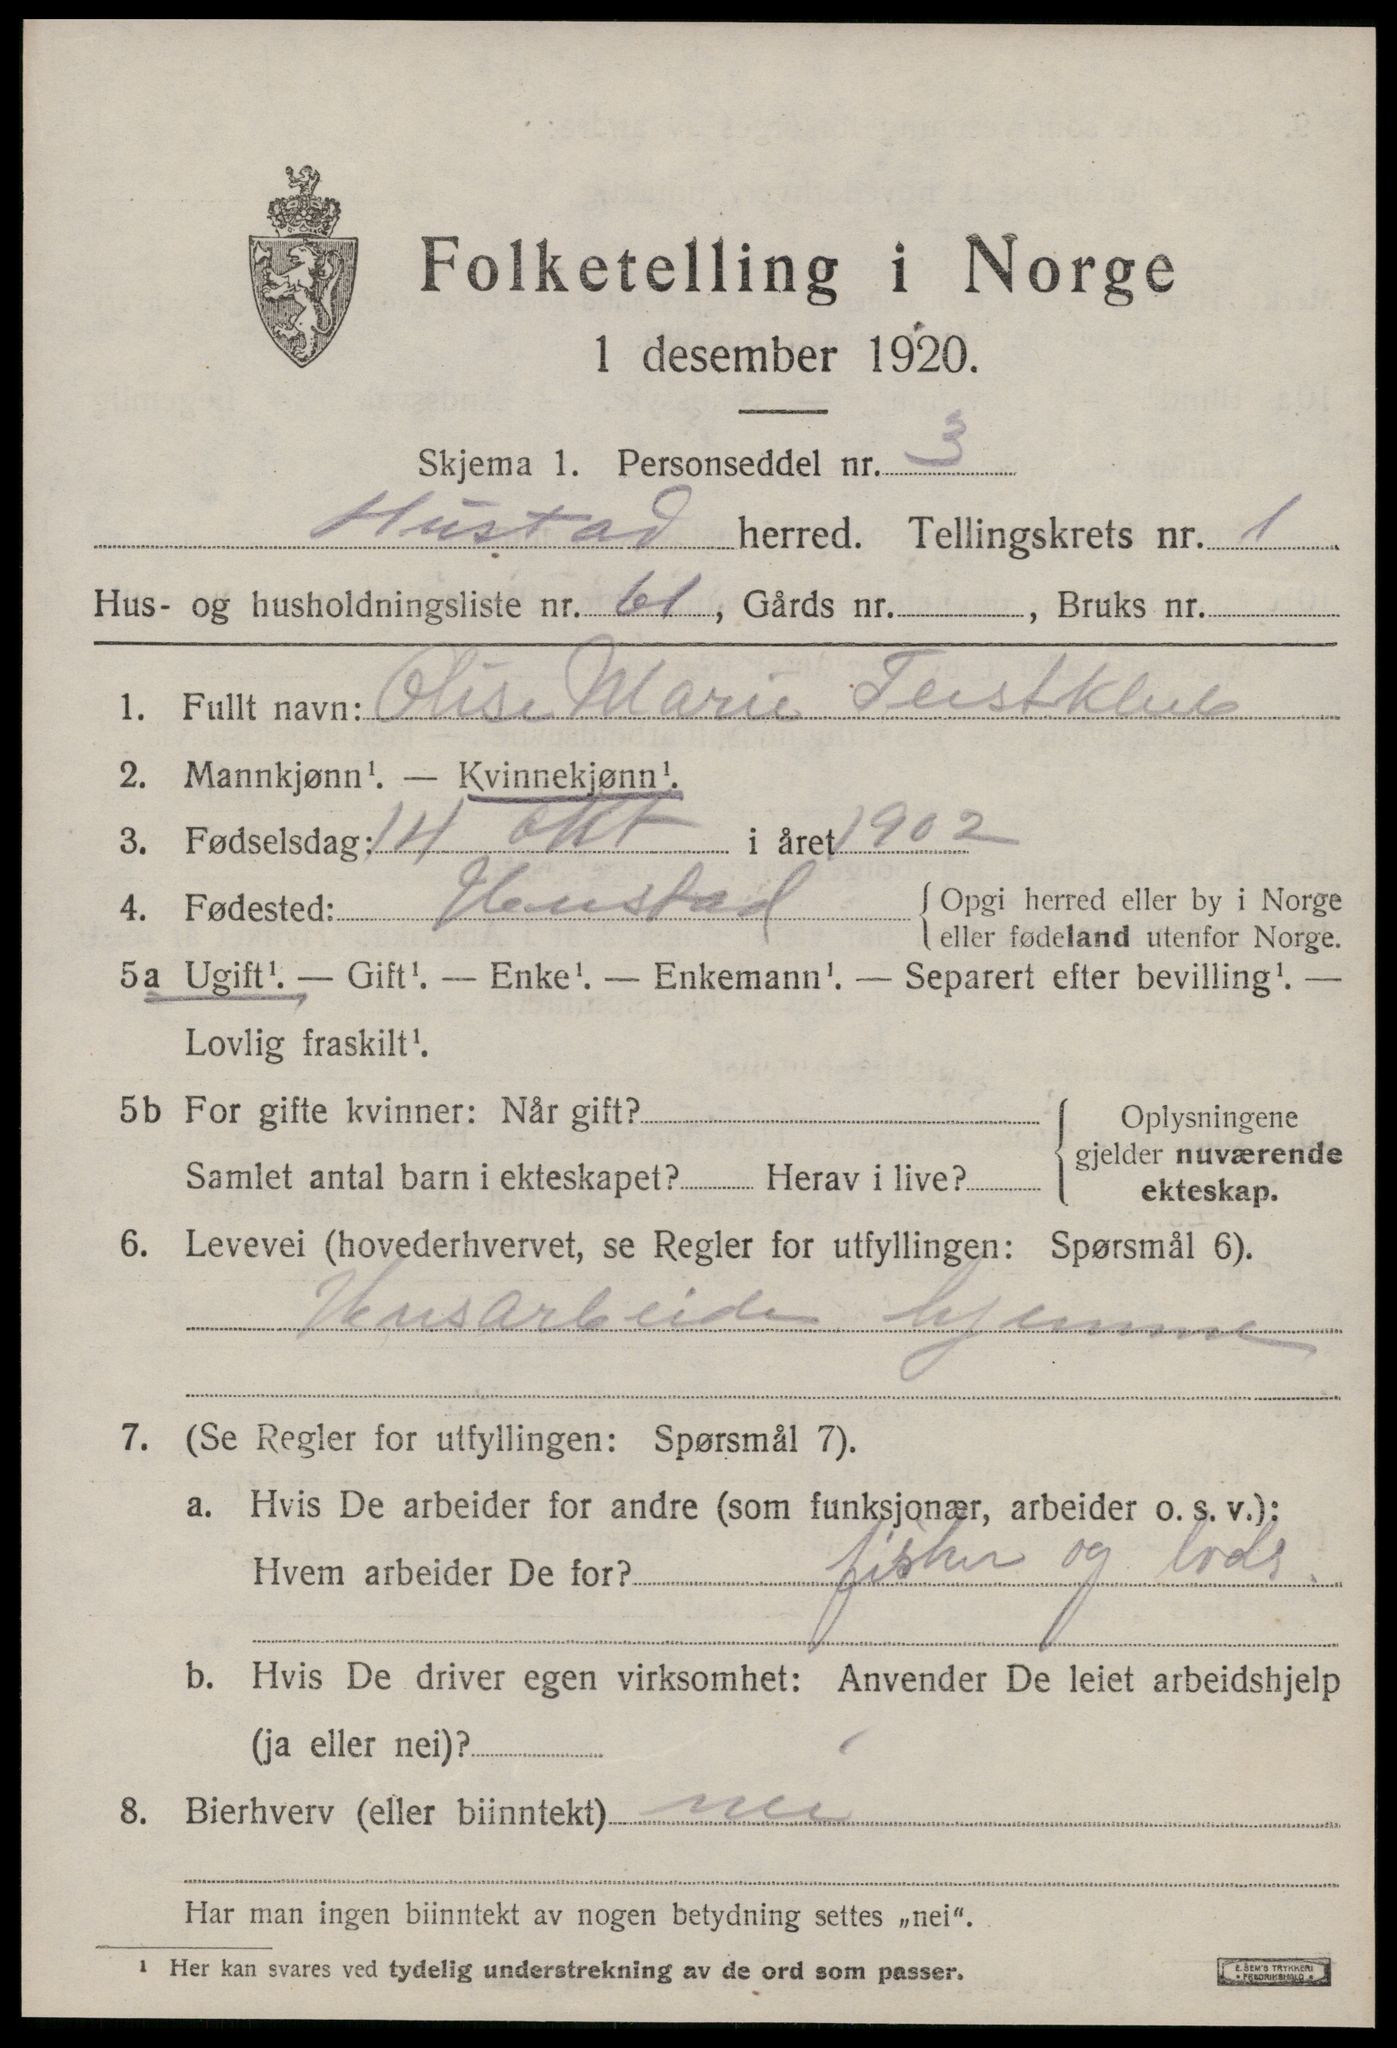 Folketelling i Norge
1 desember 1920.
Skjema 1. Personseddel nr. 3
Hustad herred. Tellingskrets nr. 1
Hus- og husholdningsliste nr. 61, Gårds nr. , Bruks nr.
1. Fullt navn: Olise Marie Teistklub
2. Mannkjønn¹. — Kvinnekjønn¹.
3. Fødselsdag: 14 okt i året 1902
4. Fødested: Hustad { Opgi herred eller by i Norge
eller fødeland utenfor Norge.
5a Ugift¹. — Gift¹. — Enke¹. — Enkemann¹. — Separert efter bevilling¹. —
Lovlig fraskilt¹.
5b For gifte kvinner: Når gift? { Oplysningene
gjelder nuværende
Samlet antal barn i ekteskapet? Herav i live?
ekteskap.
6. Levevei (hovederhvervet, se Regler for utfyllingen: Spørsmål 6).
Husarbeide hjemme
7. (Se Regler for utfyllingen: Spørsmål 7).
a. Hvis De arbeider for andre (som funksjonær, arbeider o. s. v.):
Hvem arbeider De for? fisker og lods.
b. Hvis De driver egen virksomhet: Anvender De leiet arbeidshjelp
(ja eller nei)?
8. Bierhverv (eller biinntekt) nei
Har man ingen biinntekt av nogen betydning settes „nei“.
¹ Her kan svares ved tydelig understrekning av de ord som passer.
E. SEM'S TRYKKERI
• FREDRIKSHALD •